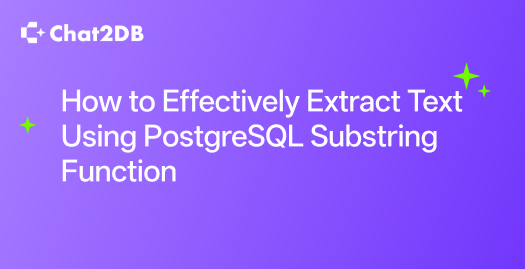 Chat2DB
How to Effectively Extract Text
Using PostgreSQL Substring
Function